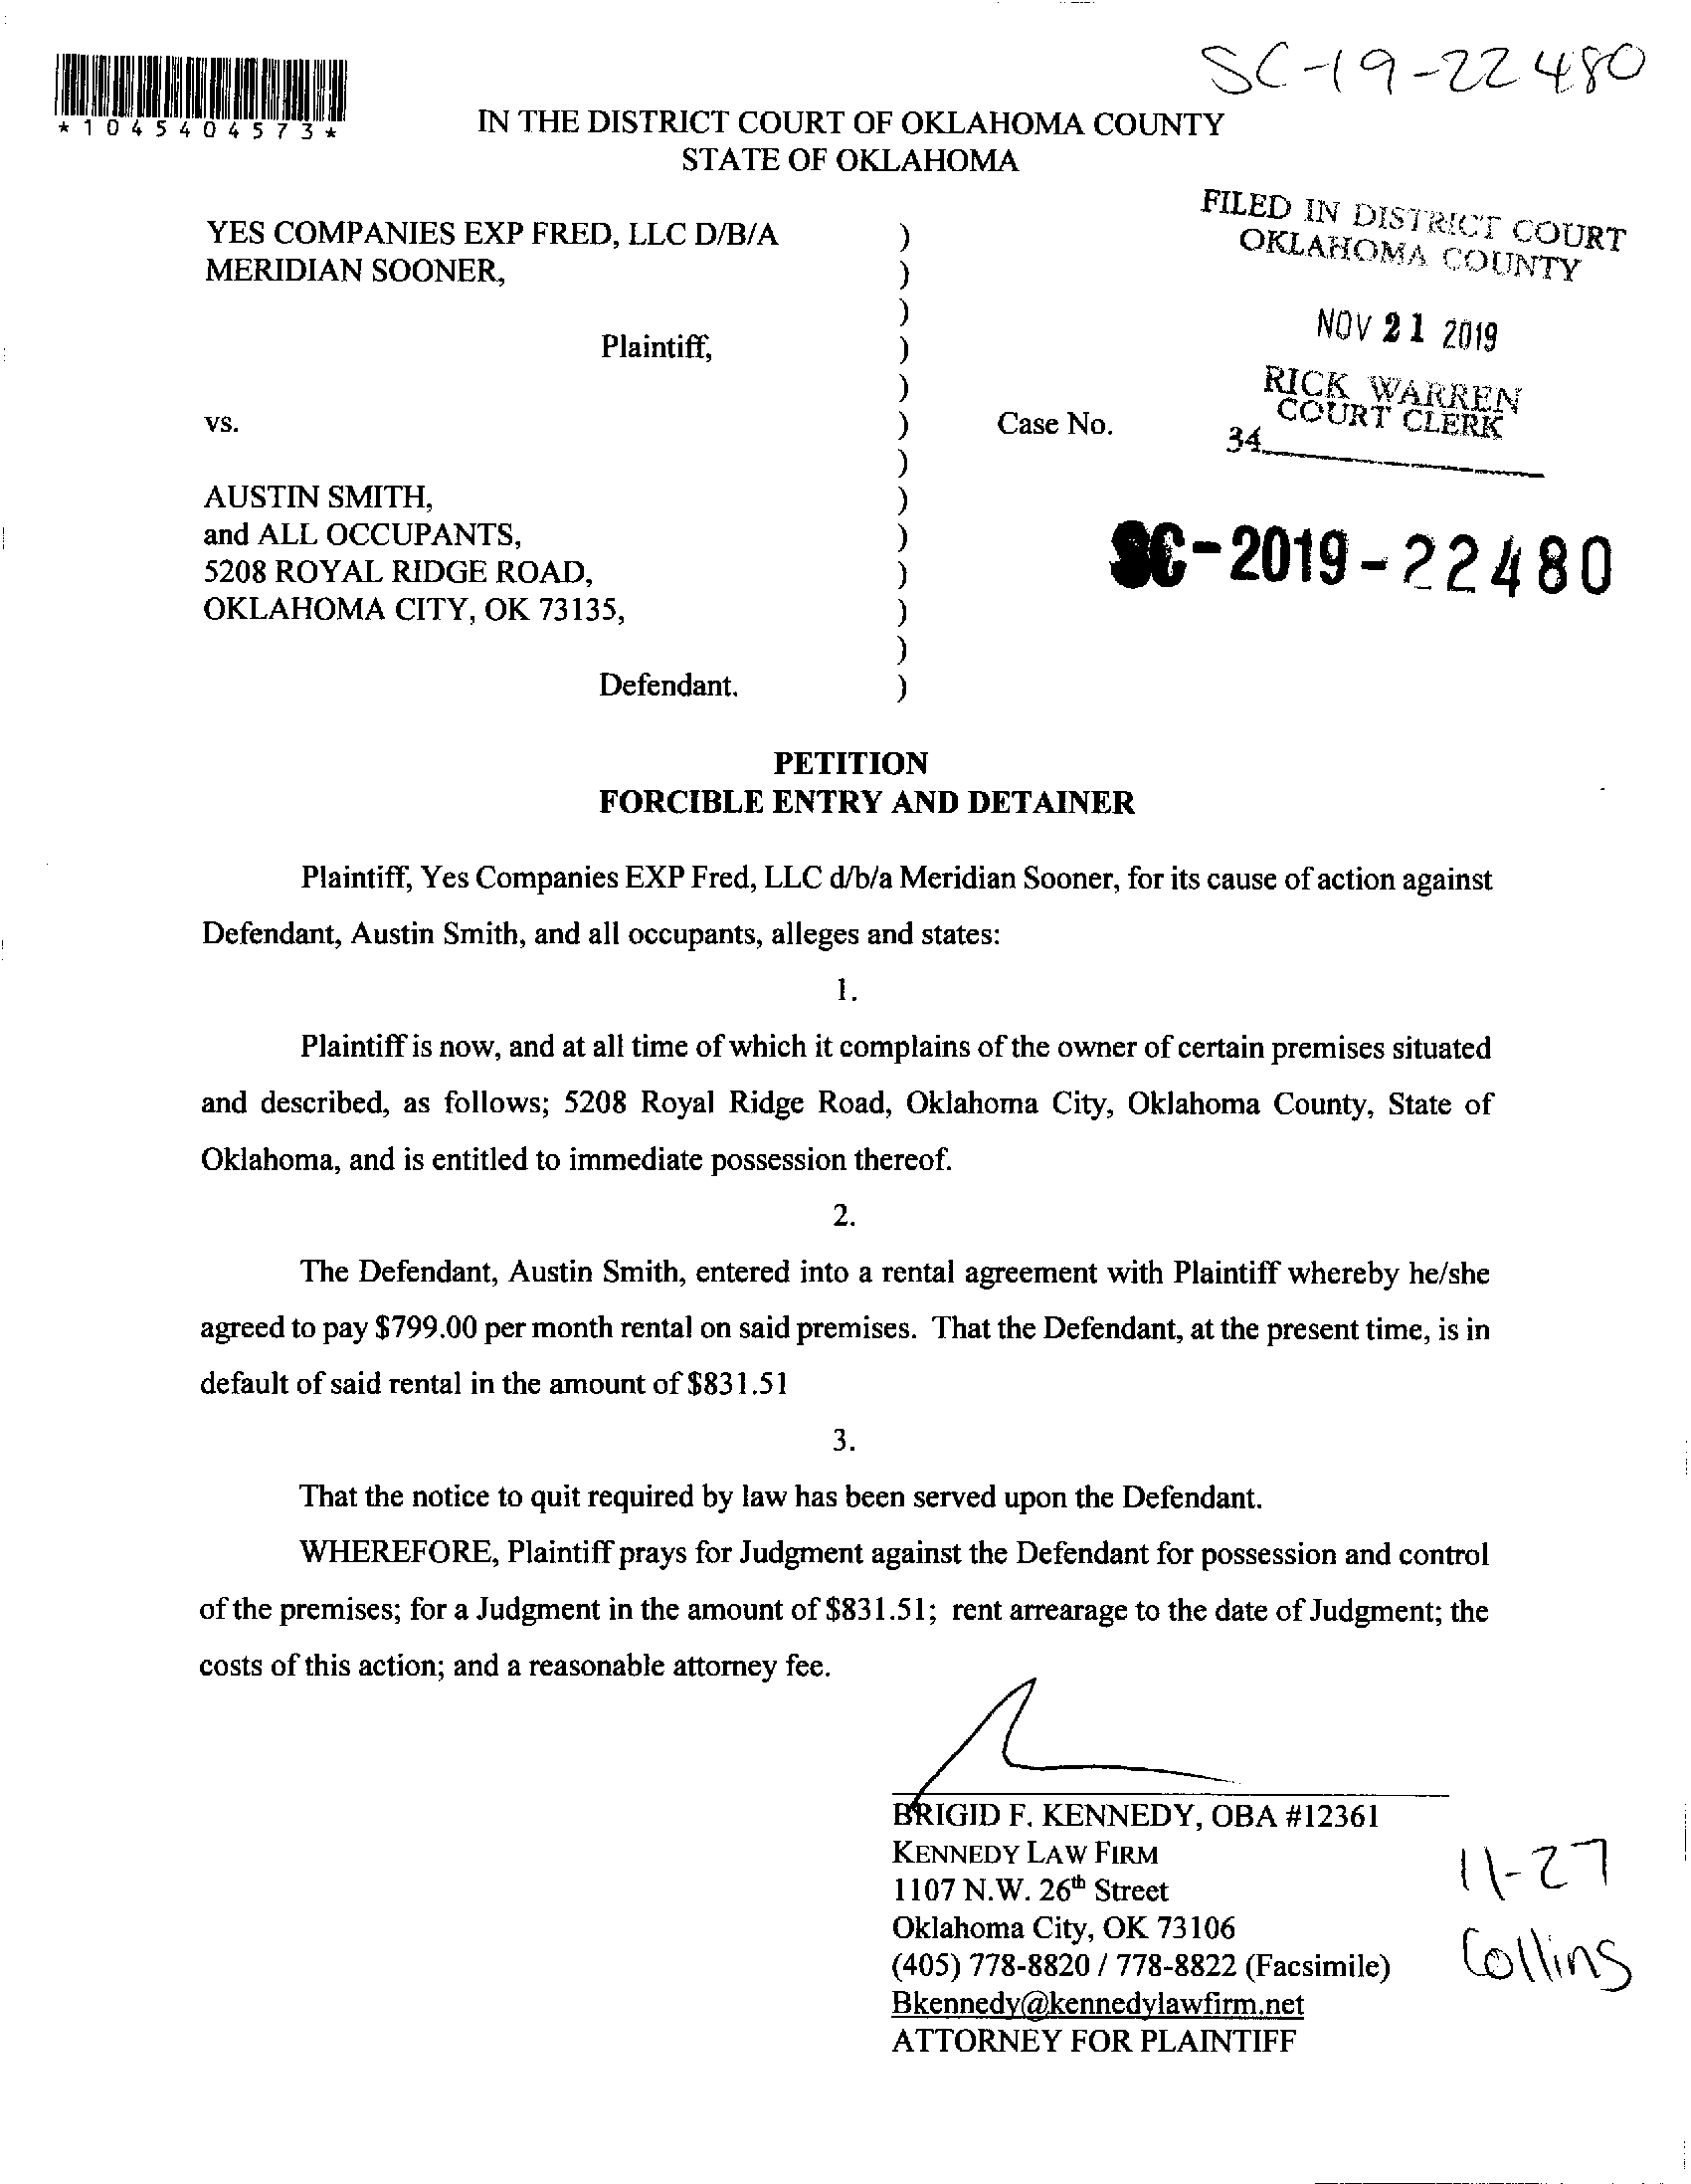 SC-19-22480
*1045404573*
IN THE DISTRICT COURT OF OKLAHOMA COUNTY
STATE OF OKLAHOMA
FILED IN DISTRICT COURT
OKLAHOMA COUNTY
NOV 21 2019
RICK WARREN
COURT CLERK
34
YES COMPANIES EXP FRED, LLC D/B/A )
MERIDIAN SOONER, )
)
Plaintiff, )
)
vs. ) Case No.
)
AUSTIN SMITH, )
and ALL OCCUPANTS, )
5208 ROYAL RIDGE ROAD, )
OKLAHOMA CITY, OK 73135, )
)
Defendant. )
SC-2019-22480
PETITION
FORCIBLE ENTRY AND DETAINER
Plaintiff, Yes Companies EXP Fred, LLC d/b/a Meridian Sooner, for its cause of action against
Defendant, Austin Smith, and all occupants, alleges and states:
1.
Plaintiff is now, and at all time of which it complains of the owner of certain premises situated
and described, as follows; 5208 Royal Ridge Road, Oklahoma City, Oklahoma County, State of
Oklahoma, and is entitled to immediate possession thereof.
2.
The Defendant, Austin Smith, entered into a rental agreement with Plaintiff whereby he/she
agreed to pay $799.00 per month rental on said premises. That the Defendant, at the present time, is in
default of said rental in the amount of $831.51
3.
That the notice to quit required by law has been served upon the Defendant.
WHEREFORE, Plaintiff prays for Judgment against the Defendant for possession and control
of the premises; for a Judgment in the amount of $831.51; rent arrearage to the date of Judgment; the
costs of this action; and a reasonable attorney fee.
BRIGID F. KENNEDY, OBA #12361
KENNEDY LAW FIRM
1107 N.W. 26th Street
Oklahoma City, OK 73106
(405) 778-8820 / 778-8822 (Facsimile)
Bkennedy@kennedylawfirm.net
ATTORNEY FOR PLAINTIFF
11-27
Collins